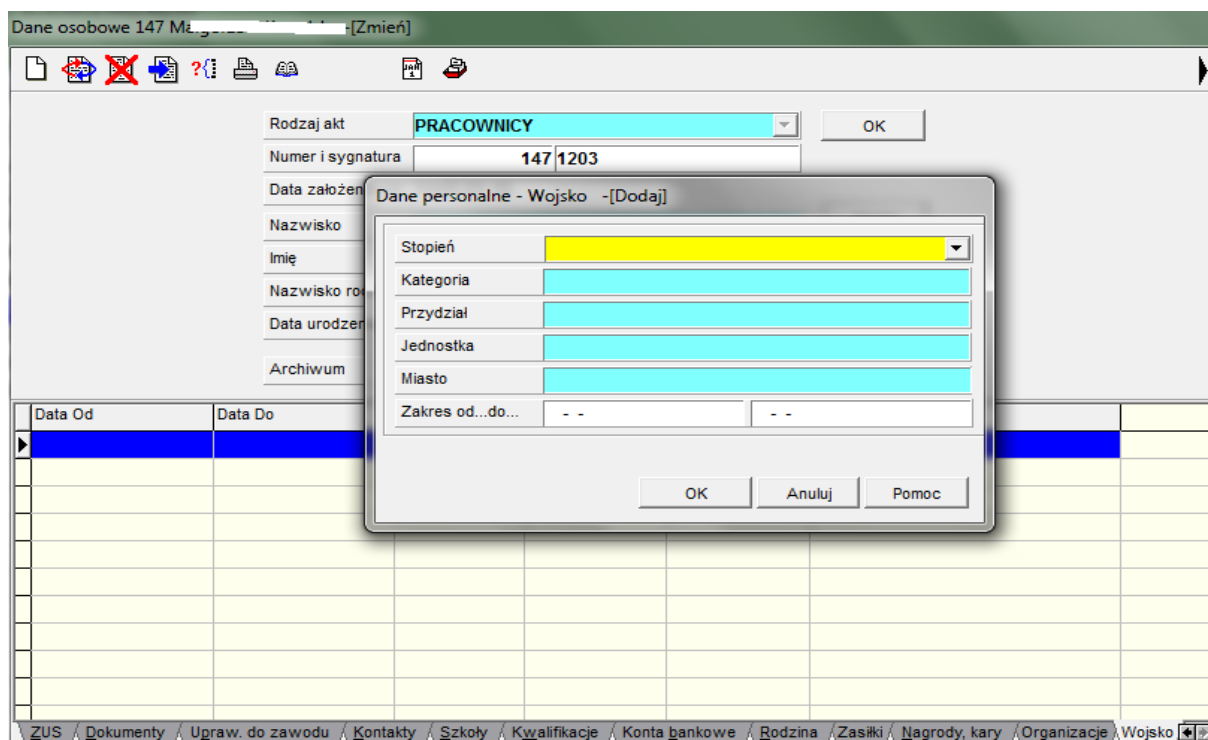 Dane osobowe 147 -[Zmień]
Rodzaj akt PRACOWNICY OK
Numer i sygnatura 147 1203
Data założen
Nazwisko
Imię
Nazwisko ro
Data urodzen
Archiwum
Dane personalne - Wojsko -[Dodaj]
Stopień
Kategoria
Przydział
Jednostka
Miasto
Zakres od...do... - - - -
OK Anuluj Pomoc
Data Od Data Do
ZUS Dokumenty Upraw. do zawodu Kontakty Szkoły Kwalifikacje Konta bankowe Rodzina Zasiłki Nagrody, kary Organizacje Wojsko